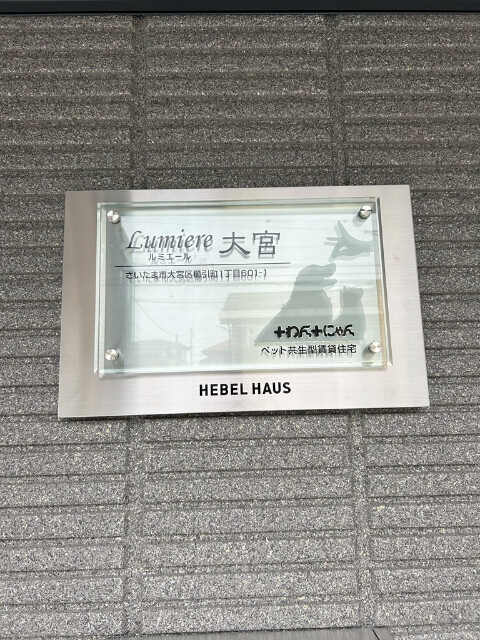 Lumiere 大宮
ルミエール
さいたま市大宮区櫛引町1丁目601-1
+わん+にゃん
ペット共生型賃貸住宅
HEBEL HAUS